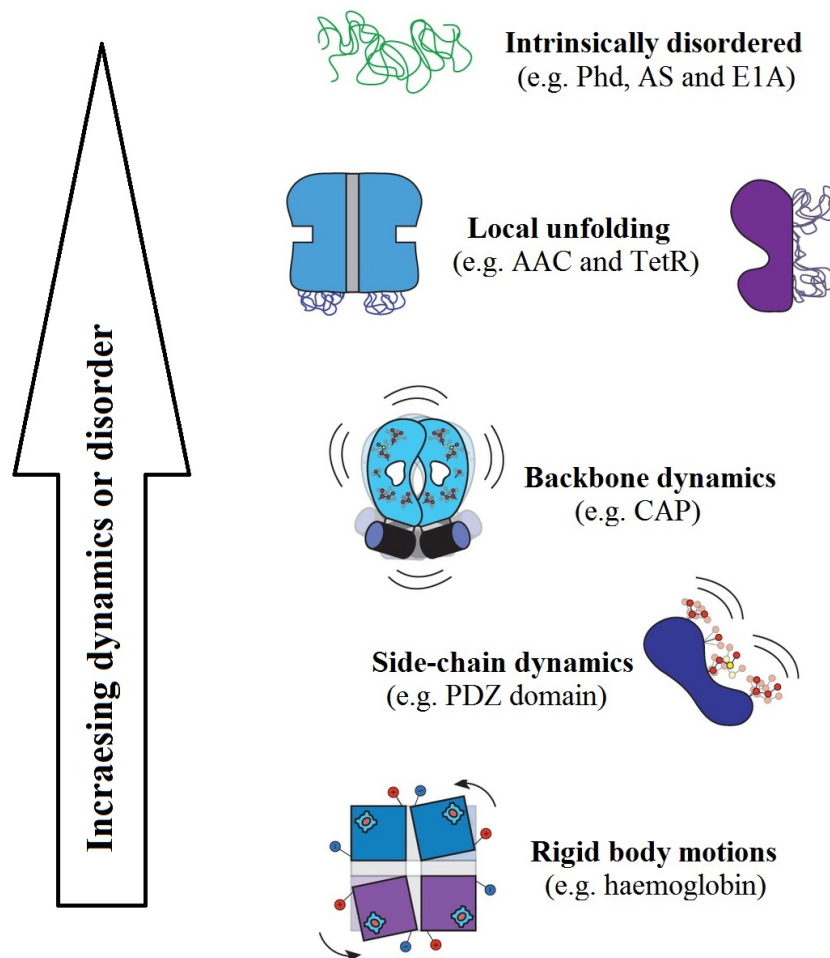 Intrinsically disordered
(e.g. Phd, AS and E1A)
Local unfolding
(e.g. AAC and TetR)
Backbone dynamics
(e.g. CAP)
Side-chain dynamics
(e.g. PDZ domain)
Rigid body motions
(e.g. haemoglobin)
Incraesing dynamics or disorder